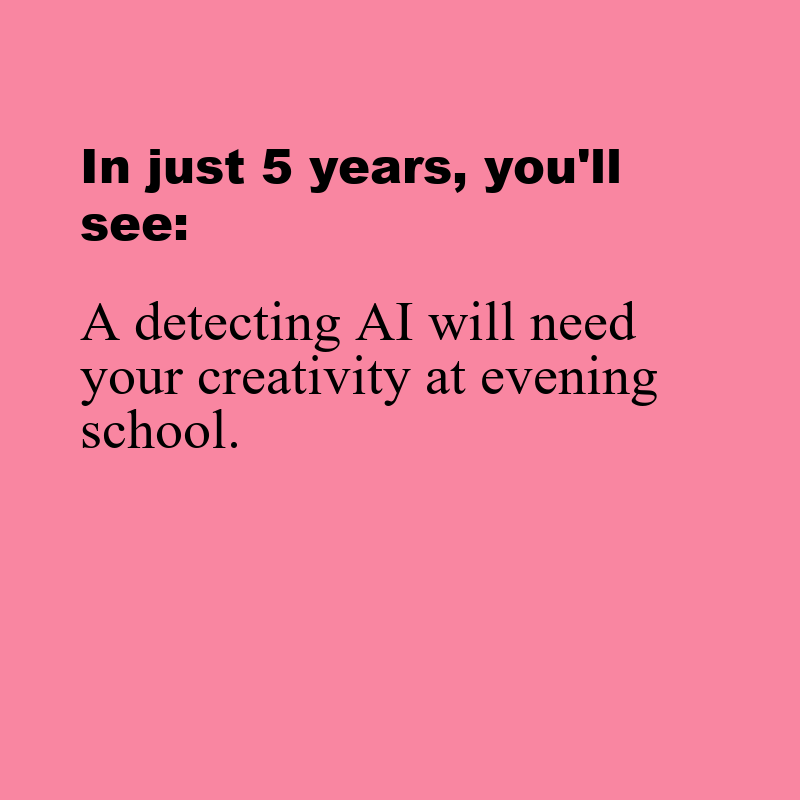 In just 5 years, you'll
see:
A detecting AI will need
your creativity at evening
school.